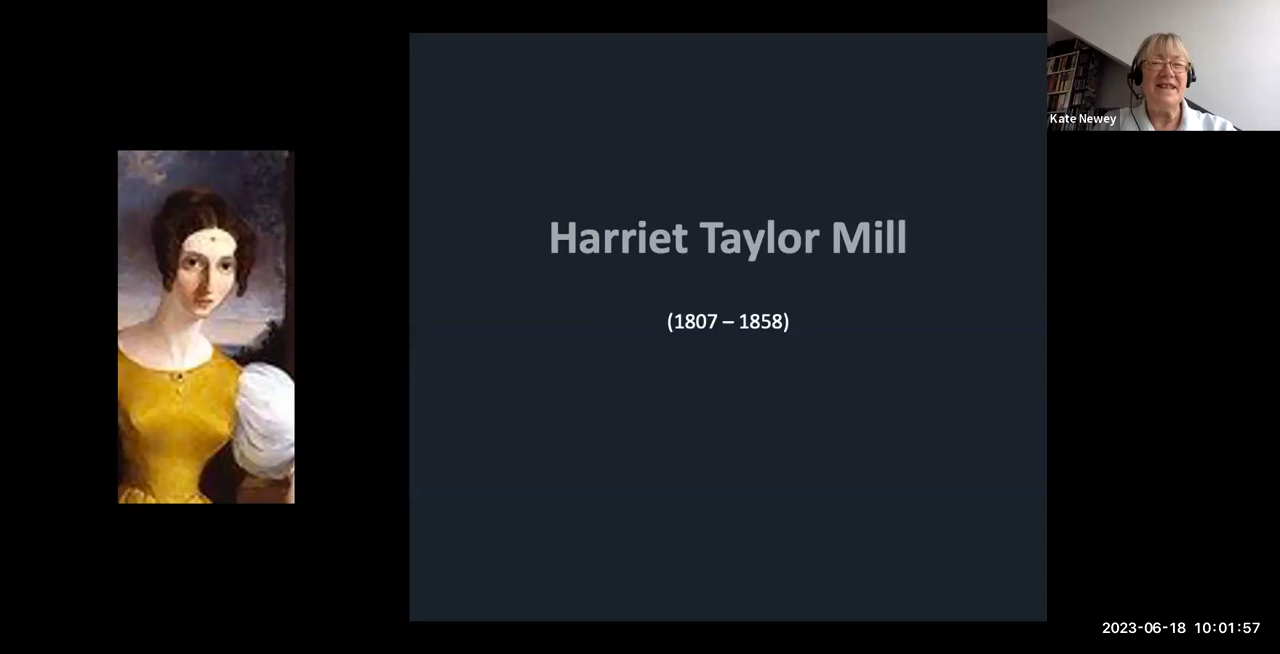 Harriet Taylor Mill
(1807 – 1858)
Kate Newey
2023-06-18 10:01:57